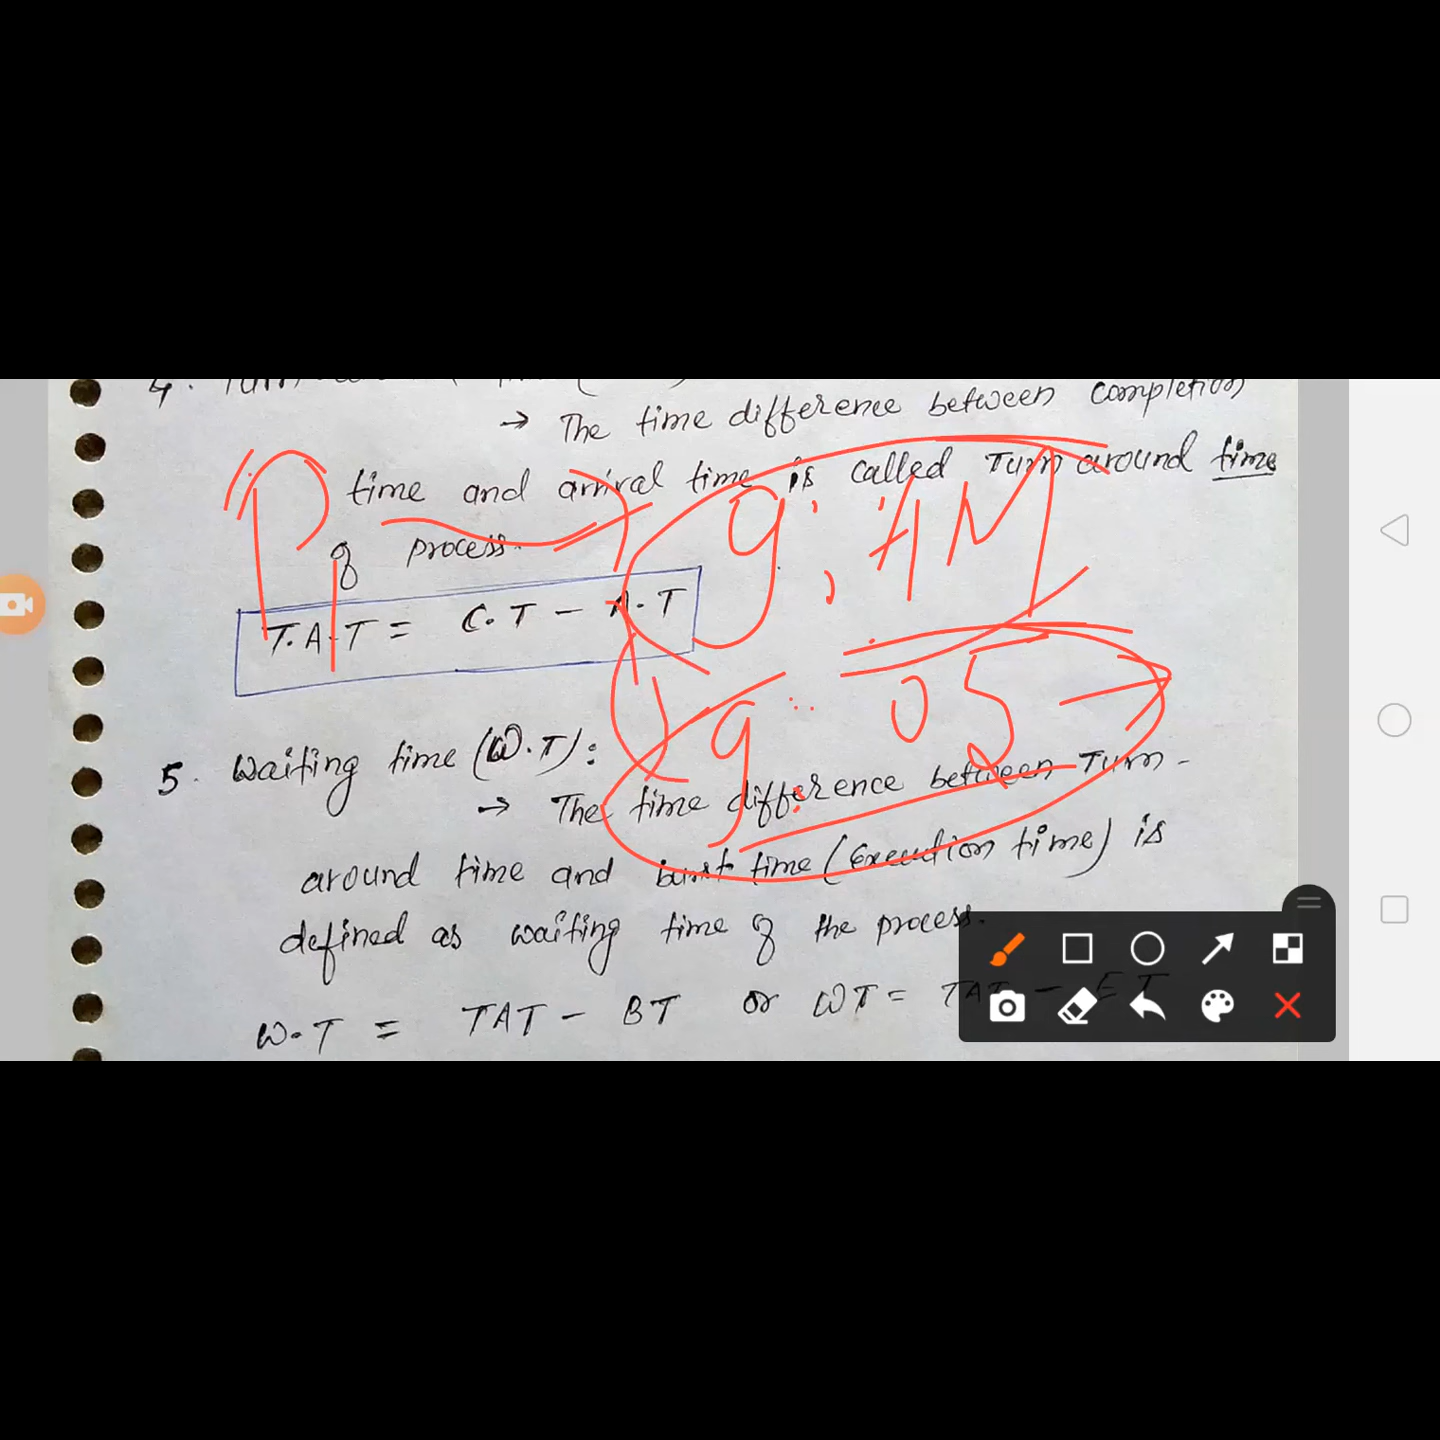 → The time difference between completion
time and arrival time is called Turn around time
of process.
T.A.T = C.T - A.T
9: AM
9: 05 →
5. Waiting time (W.T):
→ The time difference between Turn-
around time and burst time (Execution time) is
defined as waiting time of the process.
W.T = TAT - BT or WT = TAT - ET